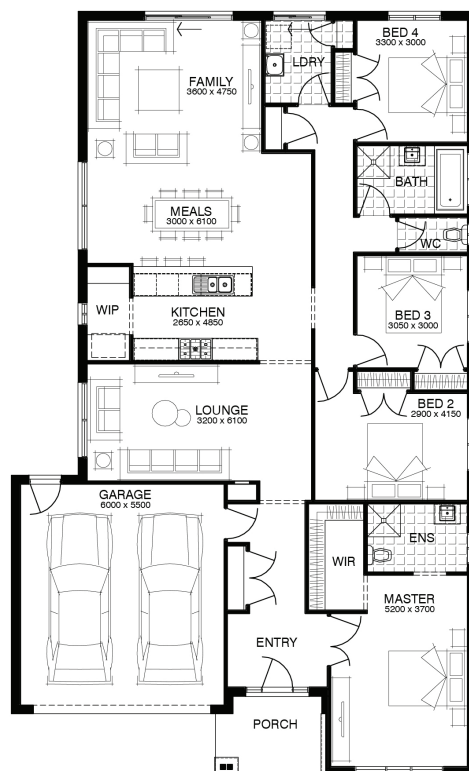 BED 4
3300 x 3000
LDRY
FAMILY
3600 x 4750
BATH
MEALS
3000 x 6100
WC
WIP
KITCHEN
2650 x 4850
BED 3
3050 x 3000
LOUNGE
3200 x 6100
BED 2
2900 x 4150
GARAGE
6000 x 5500
ENS
WIR
MASTER
5200 x 3700
ENTRY
PORCH